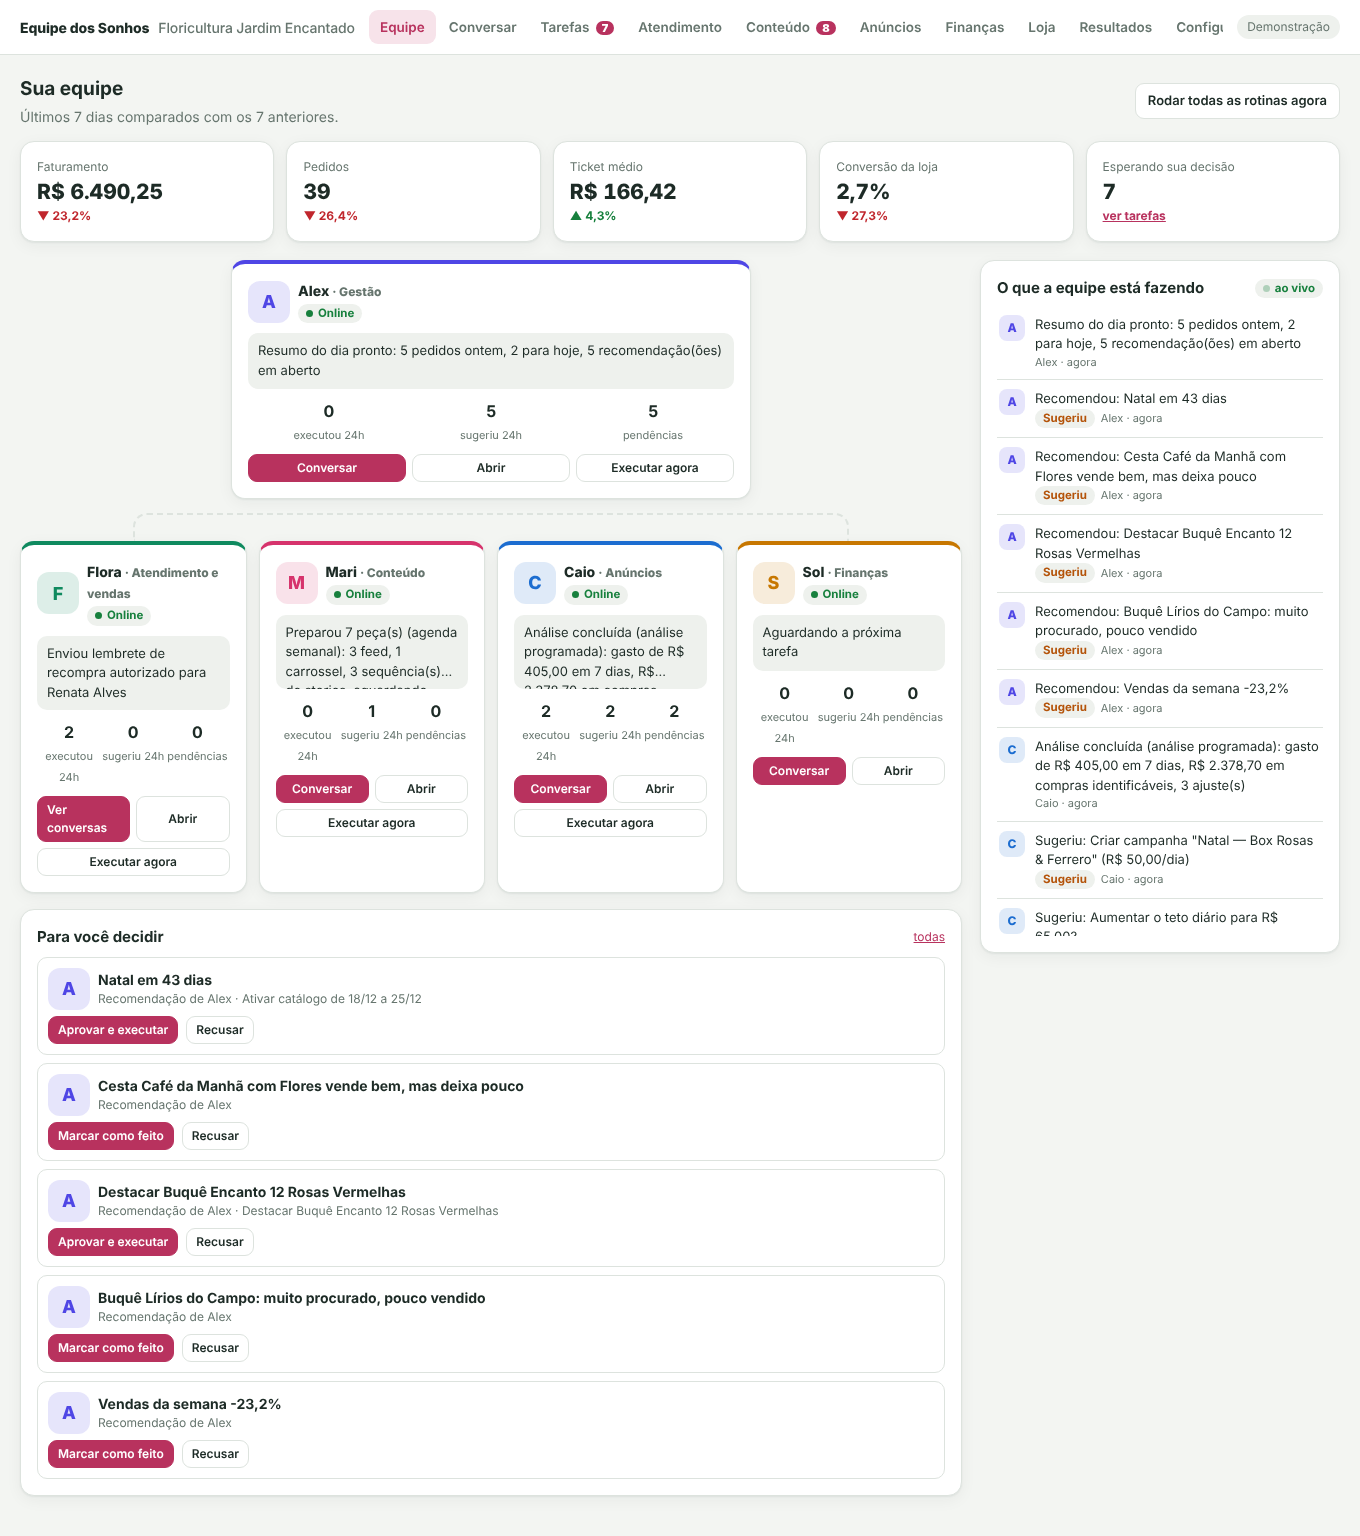 Equipe dos Sonhos Floricultura Jardim Encantado Equipe Conversar Tarefas 7 Atendimento Conteúdo 8 Anúncios Finanças Loja Resultados Demonstração
Sua equipe
Últimos 7 dias comparados com os 7 anteriores.
Rodar todas as rotinas agora
Faturamento
R$ 6.490,25
▼ 23,2%
Pedidos
39
▼ 26,4%
Ticket médio
R$ 166,42
▲ 4,3%
Conversão da loja
2,7%
▼ 27,3%
Esperando sua decisão
7
ver tarefas
A
Alex · Gestão
Online
Resumo do dia pronto: 5 pedidos ontem, 2 para hoje, 5 recomendação(ões)
em aberto
0 5 5
executou 24h sugeriu 24h pendências
Conversar Abrir Executar agora
F
Flora · Atendimento e
vendas
Online
Enviou lembrete de
recompra autorizado para
Renata Alves
2 0 0
executou
24h
sugeriu 24h pendências
Ver
conversas
Abrir
Executar agora
M
Mari · Conteúdo
Online
Preparou 7 peça(s) (agenda
semanal): 3 feed, 1
carrossel, 3 sequência(s)...
de stories, aguardando
0 1 0
executou
24h
sugeriu 24h pendências
Conversar Abrir
Executar agora
C
Caio · Anúncios
Online
Análise concluída (análise
programada): gasto de R$
405,00 em 7 dias, R$...
2.378,70 em compras
2 2 2
executou
24h
sugeriu 24h pendências
Conversar Abrir
Executar agora
S
Sol · Finanças
Online
Aguardando a próxima
tarefa
0 0 0
executou
24h
sugeriu 24h pendências
Conversar Abrir
Para você decidir
todas
A
Natal em 43 dias
Recomendação de Alex · Ativar catálogo de 18/12 a 25/12
Aprovar e executar Recusar
A
Cesta Café da Manhã com Flores vende bem, mas deixa pouco
Recomendação de Alex
Marcar como feito Recusar
A
Destacar Buquê Encanto 12 Rosas Vermelhas
Recomendação de Alex · Destacar Buquê Encanto 12 Rosas Vermelhas
Aprovar e executar Recusar
A
Buquê Lírios do Campo: muito procurado, pouco vendido
Recomendação de Alex
Marcar como feito Recusar
A
Vendas da semana -23,2%
Recomendação de Alex
Marcar como feito Recusar
O que a equipe está fazendo
ao vivo
A
Resumo do dia pronto: 5 pedidos ontem, 2
para hoje, 5 recomendação(ões) em aberto
Alex · agora
A
Recomendou: Natal em 43 dias
Sugeriu Alex · agora
A
Recomendou: Cesta Café da Manhã com
Flores vende bem, mas deixa pouco
Sugeriu Alex · agora
A
Recomendou: Destacar Buquê Encanto 12
Rosas Vermelhas
Sugeriu Alex · agora
A
Recomendou: Buquê Lírios do Campo: muito
procurado, pouco vendido
Sugeriu Alex · agora
A
Recomendou: Vendas da semana -23,2%
Sugeriu Alex · agora
C
Análise concluída (análise programada): gasto
de R$ 405,00 em 7 dias, R$ 2.378,70 em
compras identificáveis, 3 ajuste(s)
Caio · agora
C
Sugeriu: Criar campanha "Natal — Box Rosas
& Ferrero" (R$ 50,00/dia)
Sugeriu Caio · agora
C
Sugeriu: Aumentar o teto diário para R$